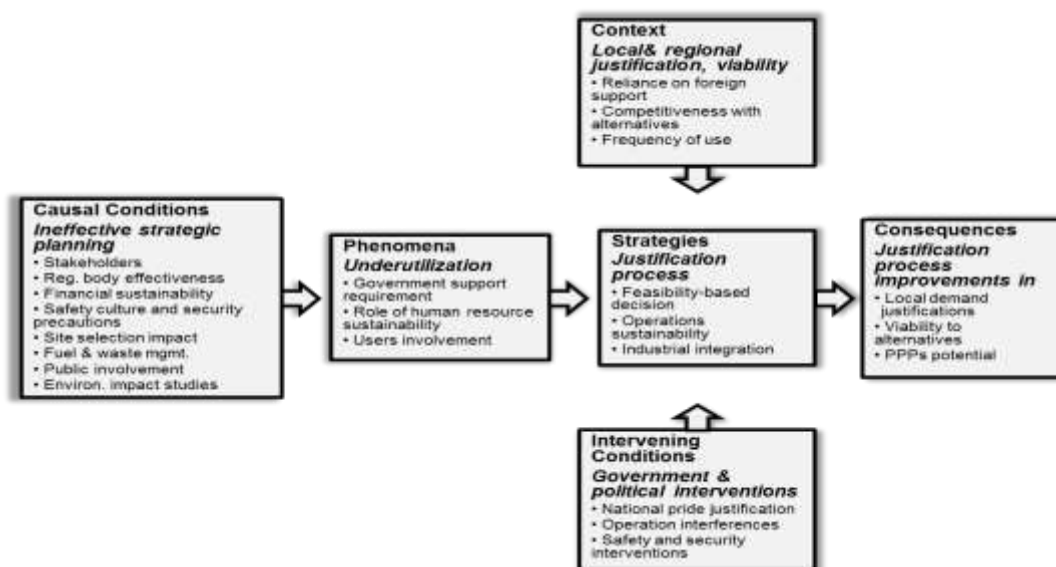 Context
Local& regional
justification, viability
• Reliance on foreign
support
• Competitiveness with
alternatives
• Frequency of use
Causal Conditions
Ineffective strategic
planning
• Stakeholders
• Reg. body effectiveness
• Financial sustainability
• Safety culture and security
precautions
• Site selection impact
• Fuel & waste mgmt.
• Public involvement
• Environ. impact studies
Phenomena
Underutilization
• Government support
requirement
• Role of human resource
sustainability
• Users involvement
Strategies
Justification
process
• Feasibility-based
decision
• Operations
sustainability
• Industrial integration
Consequences
Justification
process
improvements in
• Local demand
justifications
• Viability to
alternatives
• PPPs potential
Intervening
Conditions
Government &
political interventions
• National pride justification
• Operation interferences
• Safety and security
interventions